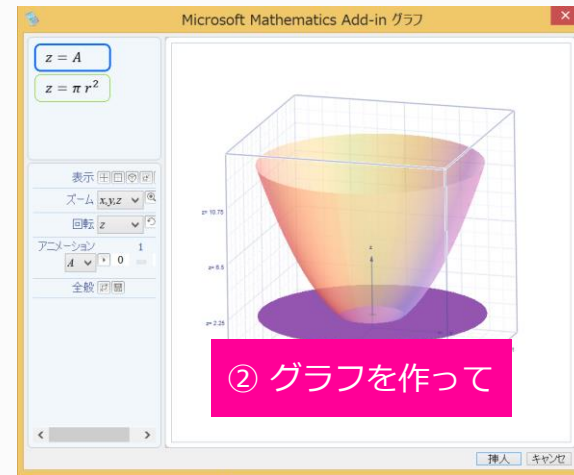 Microsoft Mathematics Add-in グラフ
z = A
z = π r²
表示
ズーム x,y,z
回転 z
アニメーション 1
A 0
全般
z= 10.75
z= 6.5
z= 2.25
z
② グラフを作って
挿入 キャンセ